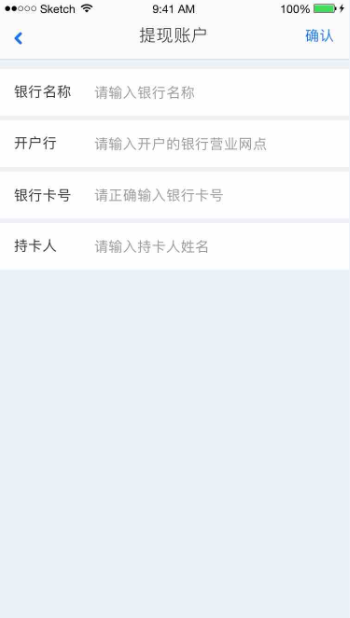 Sketch 9:41 AM 100%
提现账户 确认
银行名称 请输入银行名称
开户行 请输入开户的银行营业网点
银行卡号 请正确输入银行卡号
持卡人 请输入持卡人姓名